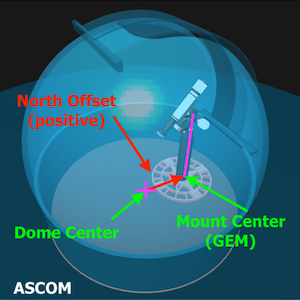 North Offset
(positive)
Dome Center
Mount Center
(GEM)
ASCOM